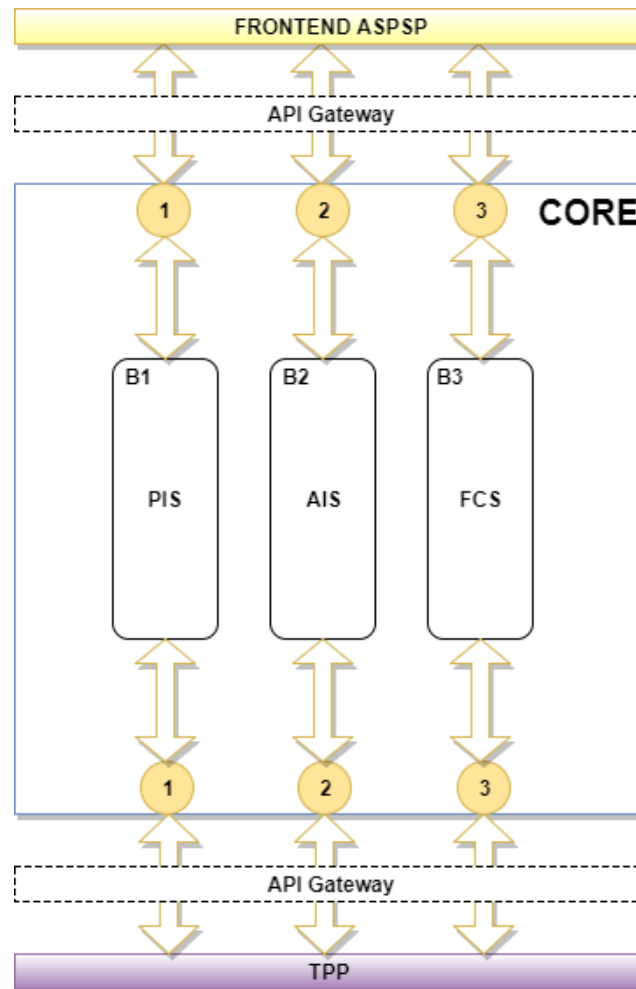 FRONTEND ASPSP
API Gateway
1
2
3
CORE
B1
B2
B3
PIS
AIS
FCS
1
2
3
API Gateway
TPP